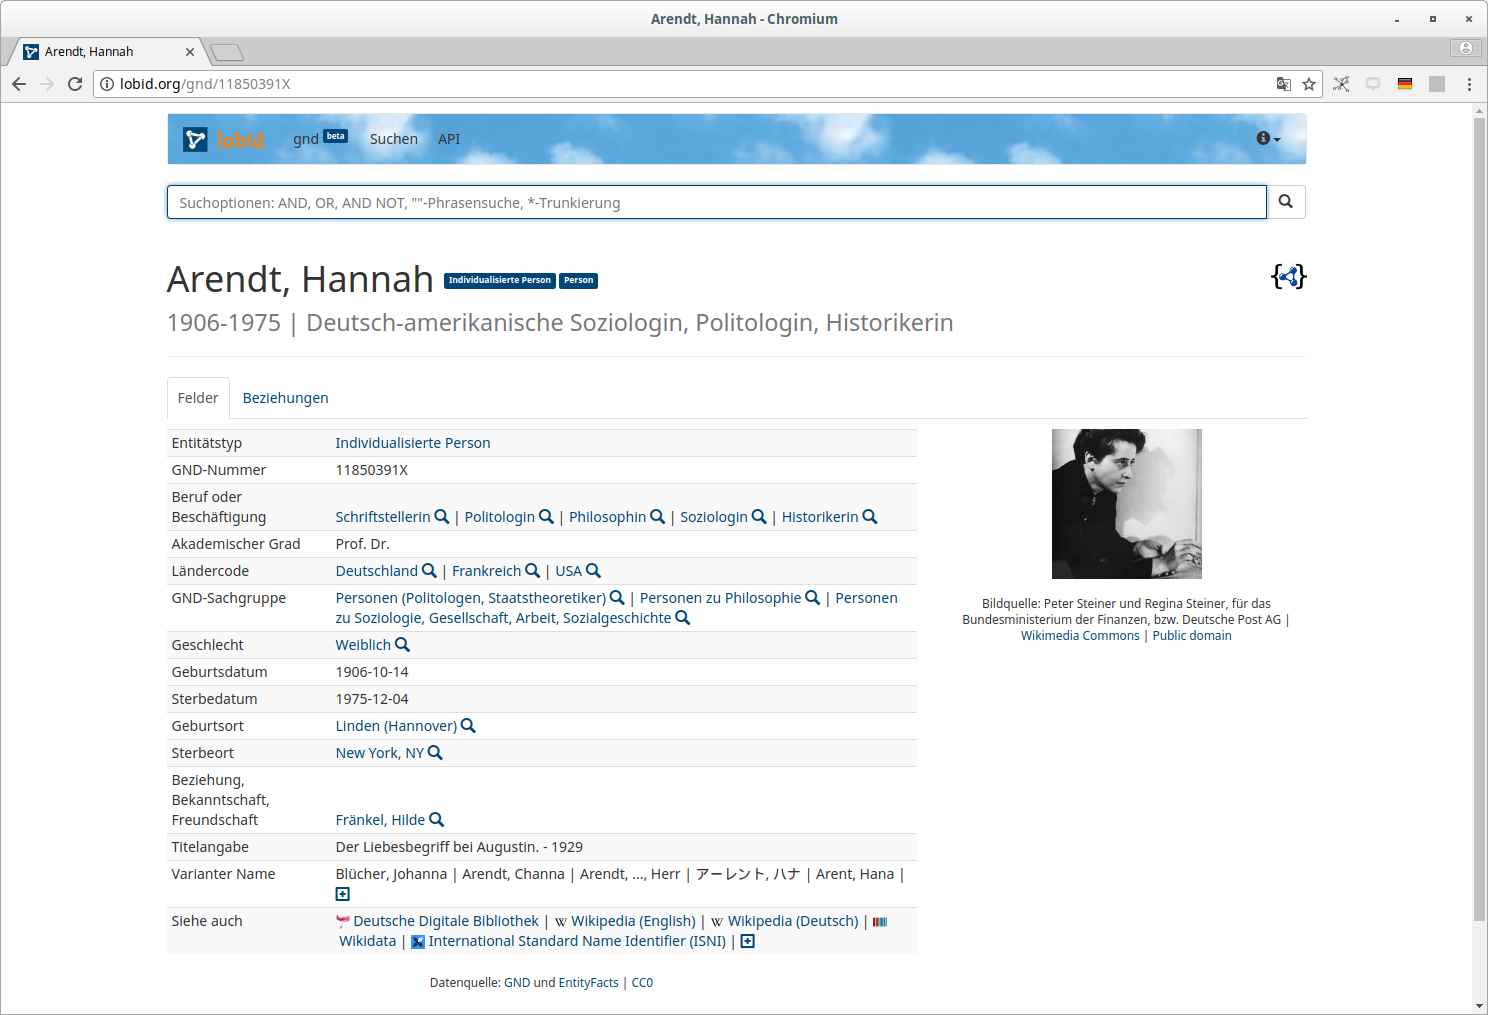 Arendt, Hannah - Chromium
Arendt, Hannah
lobid.org/gnd/11850391X
lobid gnd beta Suchen API
Suchoptionen: AND, OR, AND NOT, ""-Phrasensuche, *-Trunkierung
Arendt, Hannah Individualisierte Person Person
1906-1975 | Deutsch-amerikanische Soziologin, Politologin, Historikerin
Felder Beziehungen
Entitätstyp Individualisierte Person
GND-Nummer 11850391X
Beruf oder
Beschäftigung Schriftstellerin | Politologin | Philosophin | Soziologin | Historikerin
Akademischer Grad Prof. Dr.
Ländercode Deutschland | Frankreich | USA
GND-Sachgruppe Personen (Politologen, Staatstheoretiker) | Personen zu Philosophie | Personen
zu Soziologie, Gesellschaft, Arbeit, Sozialgeschichte
Geschlecht Weiblich
Geburtsdatum 1906-10-14
Sterbedatum 1975-12-04
Geburtsort Linden (Hannover)
Sterbeort New York, NY
Beziehung,
Bekanntschaft,
Freundschaft Fränkel, Hilde
Titelangabe Der Liebesbegriff bei Augustin. - 1929
Varianter Name Blücher, Johanna | Arendt, Channa | Arendt, ..., Herr | アーレント, ハナ | Arent, Hana |
Siehe auch Deutsche Digitale Bibliothek | W Wikipedia (English) | W Wikipedia (Deutsch) |
Wikidata | International Standard Name Identifier (ISNI) |
Bildquelle: Peter Steiner und Regina Steiner, für das
Bundesministerium der Finanzen, bzw. Deutsche Post AG |
Wikimedia Commons | Public domain
Datenquelle: GND und EntityFacts | CC0